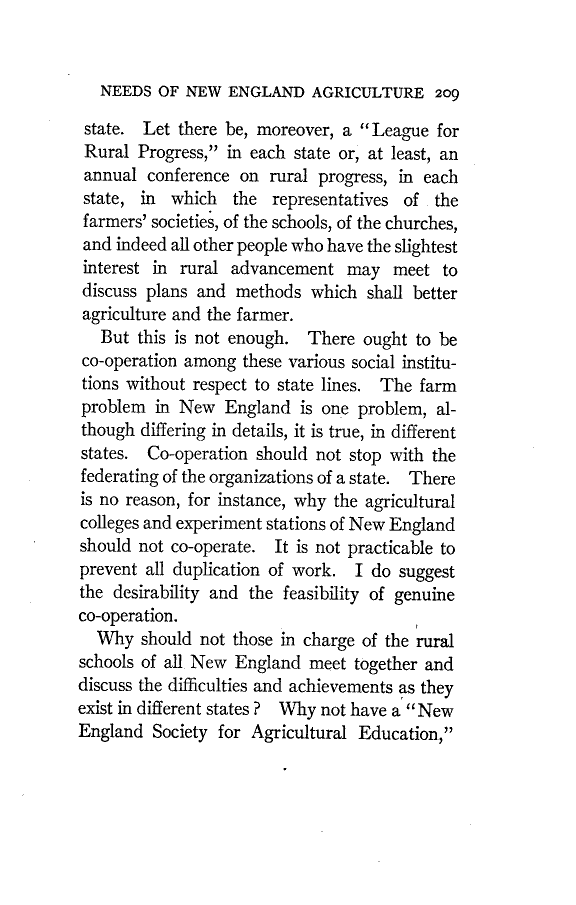 NEEDS OF NEW ENGLAND AGRICULTURE 209
state. Let there be, moreover, a “League for
Rural Progress,” in each state or, at least, an
annual conference on rural progress, in each
state, in which the representatives of the
farmers’ societies, of the schools, of the churches,
and indeed all other people who have the slightest
interest in rural advancement may meet to
discuss plans and methods which shall better
agriculture and the farmer.
But this is not enough. There ought to be
co-operation among these various social institu-
tions without respect to state lines. The farm
problem in New England is one problem, al-
though differing in details, it is true, in different
states. Co-operation should not stop with the
federating of the organizations of a state. There
is no reason, for instance, why the agricultural
colleges and experiment stations of New England
should not co-operate. It is not practicable to
prevent all duplication of work. I do suggest
the desirability and the feasibility of genuine
co-operation.
Why should not those in charge of the rural
schools of all New England meet together and
discuss the difficulties and achievements as they
exist in different states? Why not have a “New
England Society for Agricultural Education,”